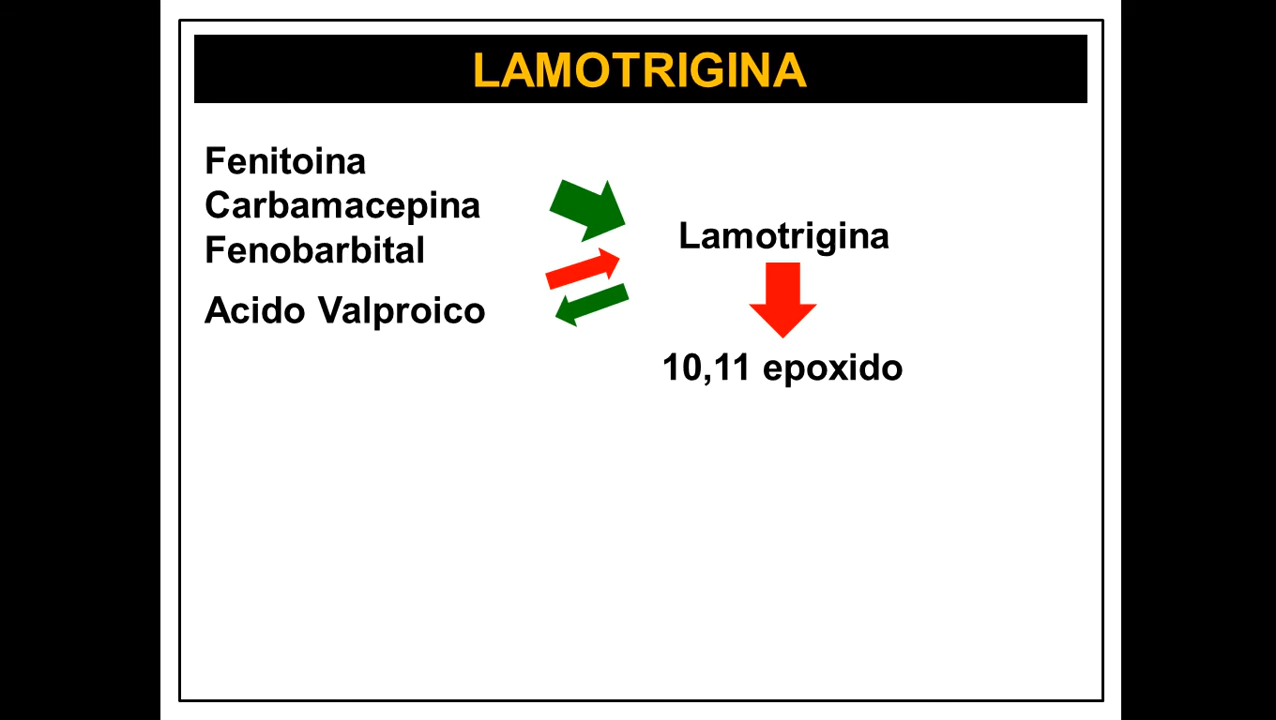 LAMOTRIGINA
Fenitoina
Carbamacepina
Fenobarbital
Acido Valproico
Lamotrigina
10,11 epoxido